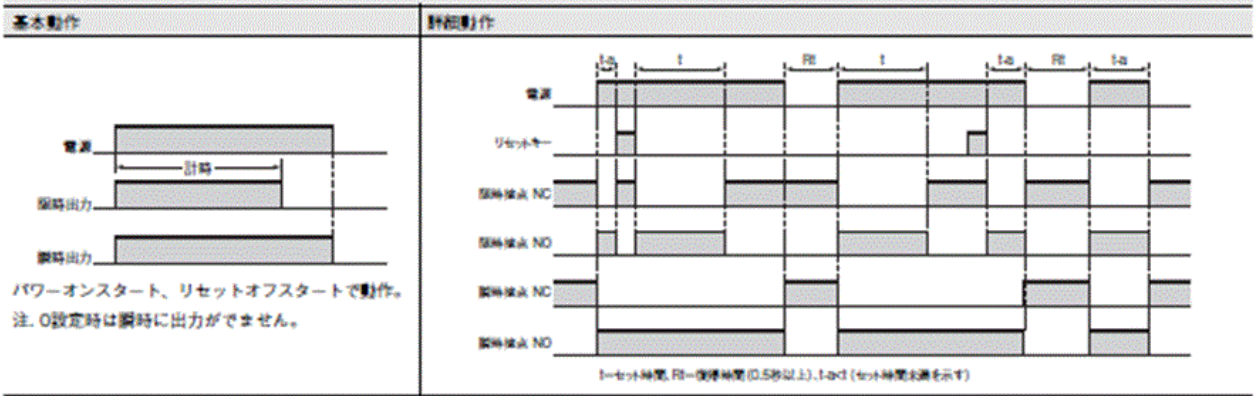 基本動作
詳細動作
t-a
t
Rt
t
t-a
Rt
t-a
電源
リセットキー
限時接点 NC
限時接点 NO
瞬時接点 NC
瞬時接点 NO
電源
計時
限時出力
瞬時出力
パワーオンスタート、リセットオフスタートで動作。
注. 0設定時は瞬時に出力がでません。
t=セット時間、Rt=復帰時間(0.5秒以上)、t-a<t (セット時間未満を示す)